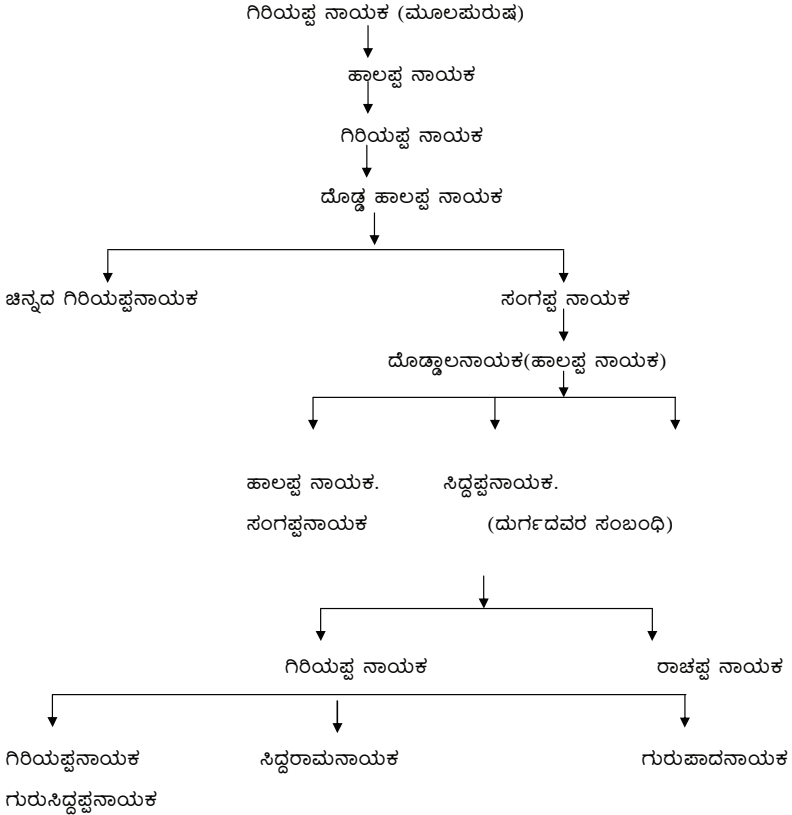 ಗಿರಿಯಪ್ಪ ನಾಯಕ (ಮೂಲಪುರುಷ)
ಹಾಲಪ್ಪ ನಾಯಕ
ಗಿರಿಯಪ್ಪ ನಾಯಕ
ದೊಡ್ಡ ಹಾಲಪ್ಪ ನಾಯಕ
ಚಿನ್ನದ ಗಿರಿಯಪ್ಪನಾಯಕ ಸಂಗಪ್ಪ ನಾಯಕ
ದೊಡ್ಡಾಲನಾಯಕ(ಹಾಲಪ್ಪ ನಾಯಕ)
ಹಾಲಪ್ಪ ನಾಯಕ. ಸಿದ್ದಪ್ಪನಾಯಕ.
ಸಂಗಪ್ಪನಾಯಕ (ದುರ್ಗದವರ ಸಂಬಂಧಿ)
ಗಿರಿಯಪ್ಪ ನಾಯಕ ರಾಚಪ್ಪ ನಾಯಕ
ಗಿರಿಯಪ್ಪನಾಯಕ ಸಿದ್ದರಾಮನಾಯಕ ಗುರುಪಾದನಾಯಕ
ಗುರುಸಿದ್ದಪ್ಪನಾಯಕ